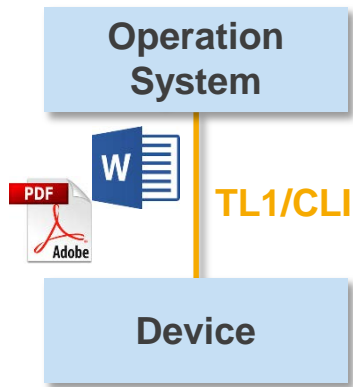 Operation
System
W
PDF
TL1/CLI
Adobe
Device